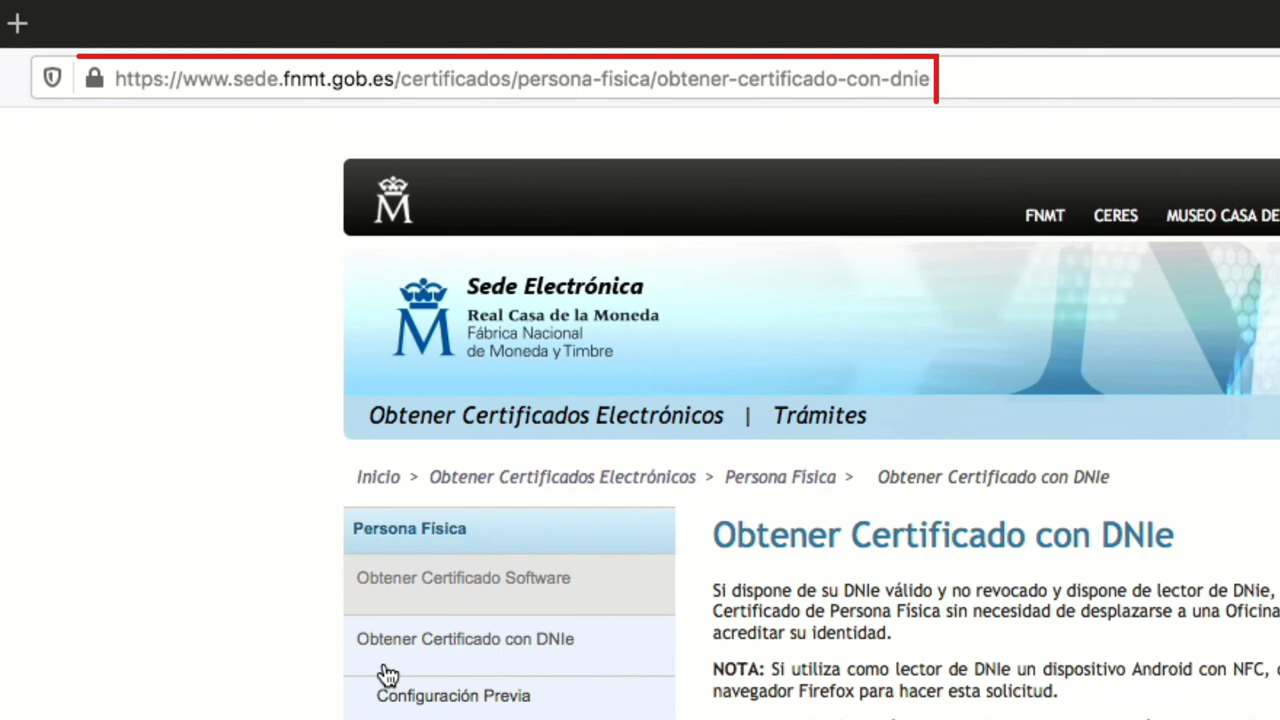 https://www.sede.fnmt.gob.es/certificados/persona-fisica/obtener-certificado-con-dnie
FNMT CERES MUSEO CASA DE
Sede Electrónica
Real Casa de la Moneda
Fábrica Nacional
de Moneda y Timbre
Obtener Certificados Electrónicos | Trámites
Inicio > Obtener Certificados Electrónicos > Persona Física > Obtener Certificado con DNIe
Persona Física
Obtener Certificado Software
Obtener Certificado con DNIe
Configuración Previa
Obtener Certificado con DNIe
Si dispone de su DNIe válido y no revocado y dispone de lector de DNie,
Certificado de Persona Física sin necesidad de desplazarse a una Oficina
acreditar su identidad.
NOTA: Si utiliza como lector de DNIe un dispositivo Android con NFC,
navegador Firefox para hacer esta solicitud.